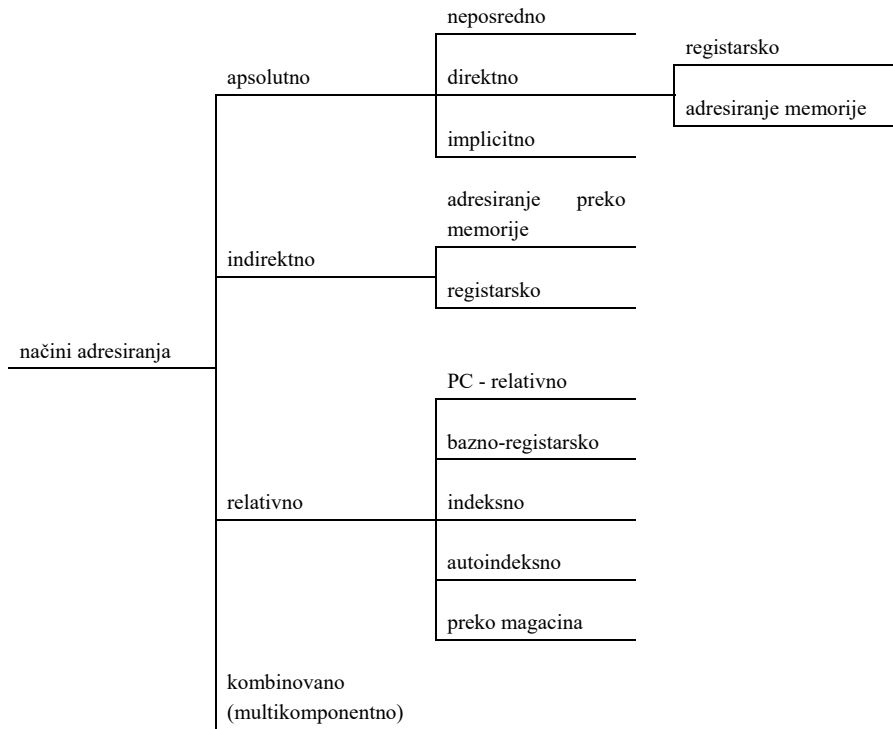 neposredno
registarsko
apsolutno
direktno
adresiranje memorije
implicitno
adresiranje preko
memorije
indirektno
registarsko
načini adresiranja
PC - relativno
bazno-registarsko
relativno
indeksno
autoindeksno
preko magacina
kombinovano
(multikomponentno)